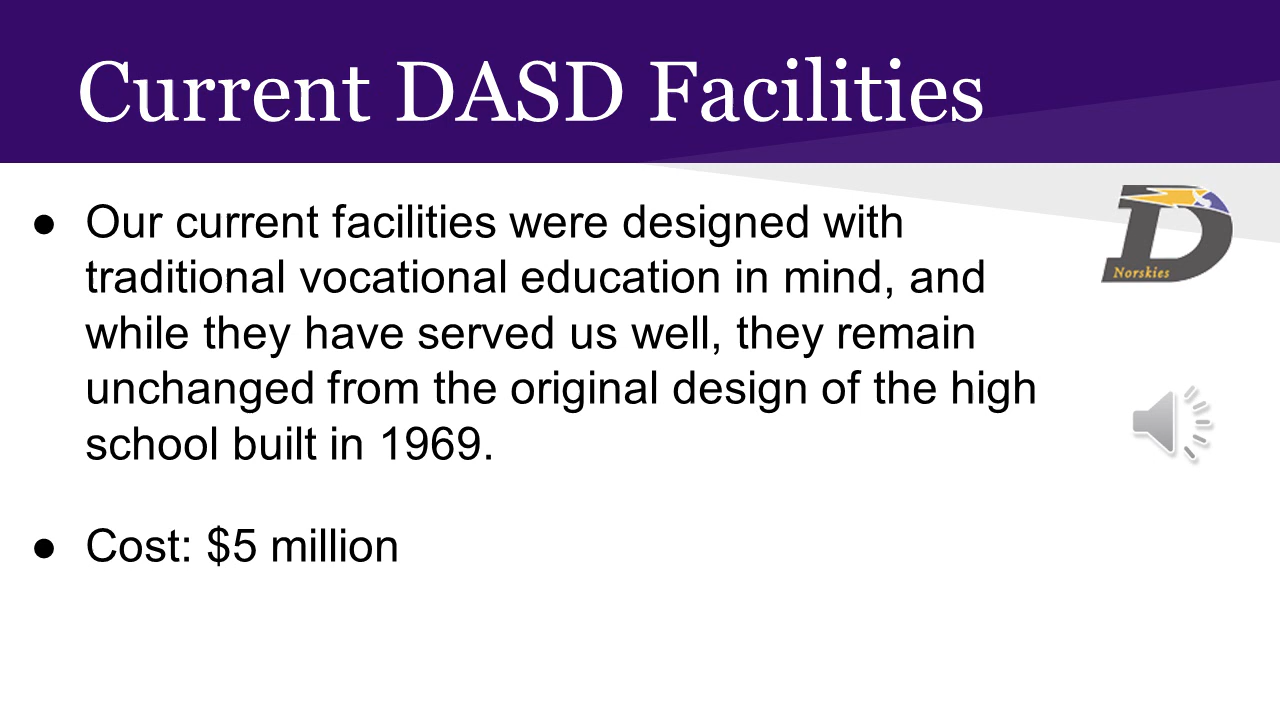 Current DASD Facilities
● Our current facilities were designed with
traditional vocational education in mind, and
while they have served us well, they remain
unchanged from the original design of the high
school built in 1969.
● Cost: $5 million
D
Norskies